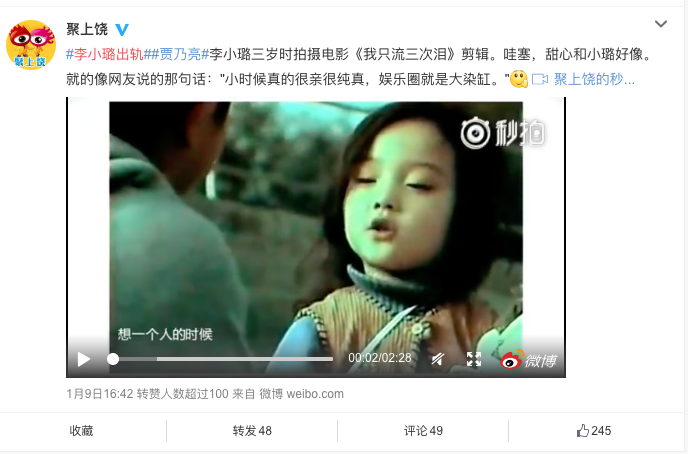 聚上饶
#李小璐出轨##贾乃亮#李小璐三岁时拍摄电影《我只流三次泪》剪辑。哇塞，甜心和小璐好像。
就的像网友说的那句话："小时候真的很亲很纯真，娱乐圈就是大染缸。" 聚上饶的秒...
聚上饶
秒拍
想一个人的时候
00:02/02:28
微博
1月9日16:42 转赞人数超过100 来自 微博 weibo.com
收藏
转发 48
评论 49
245